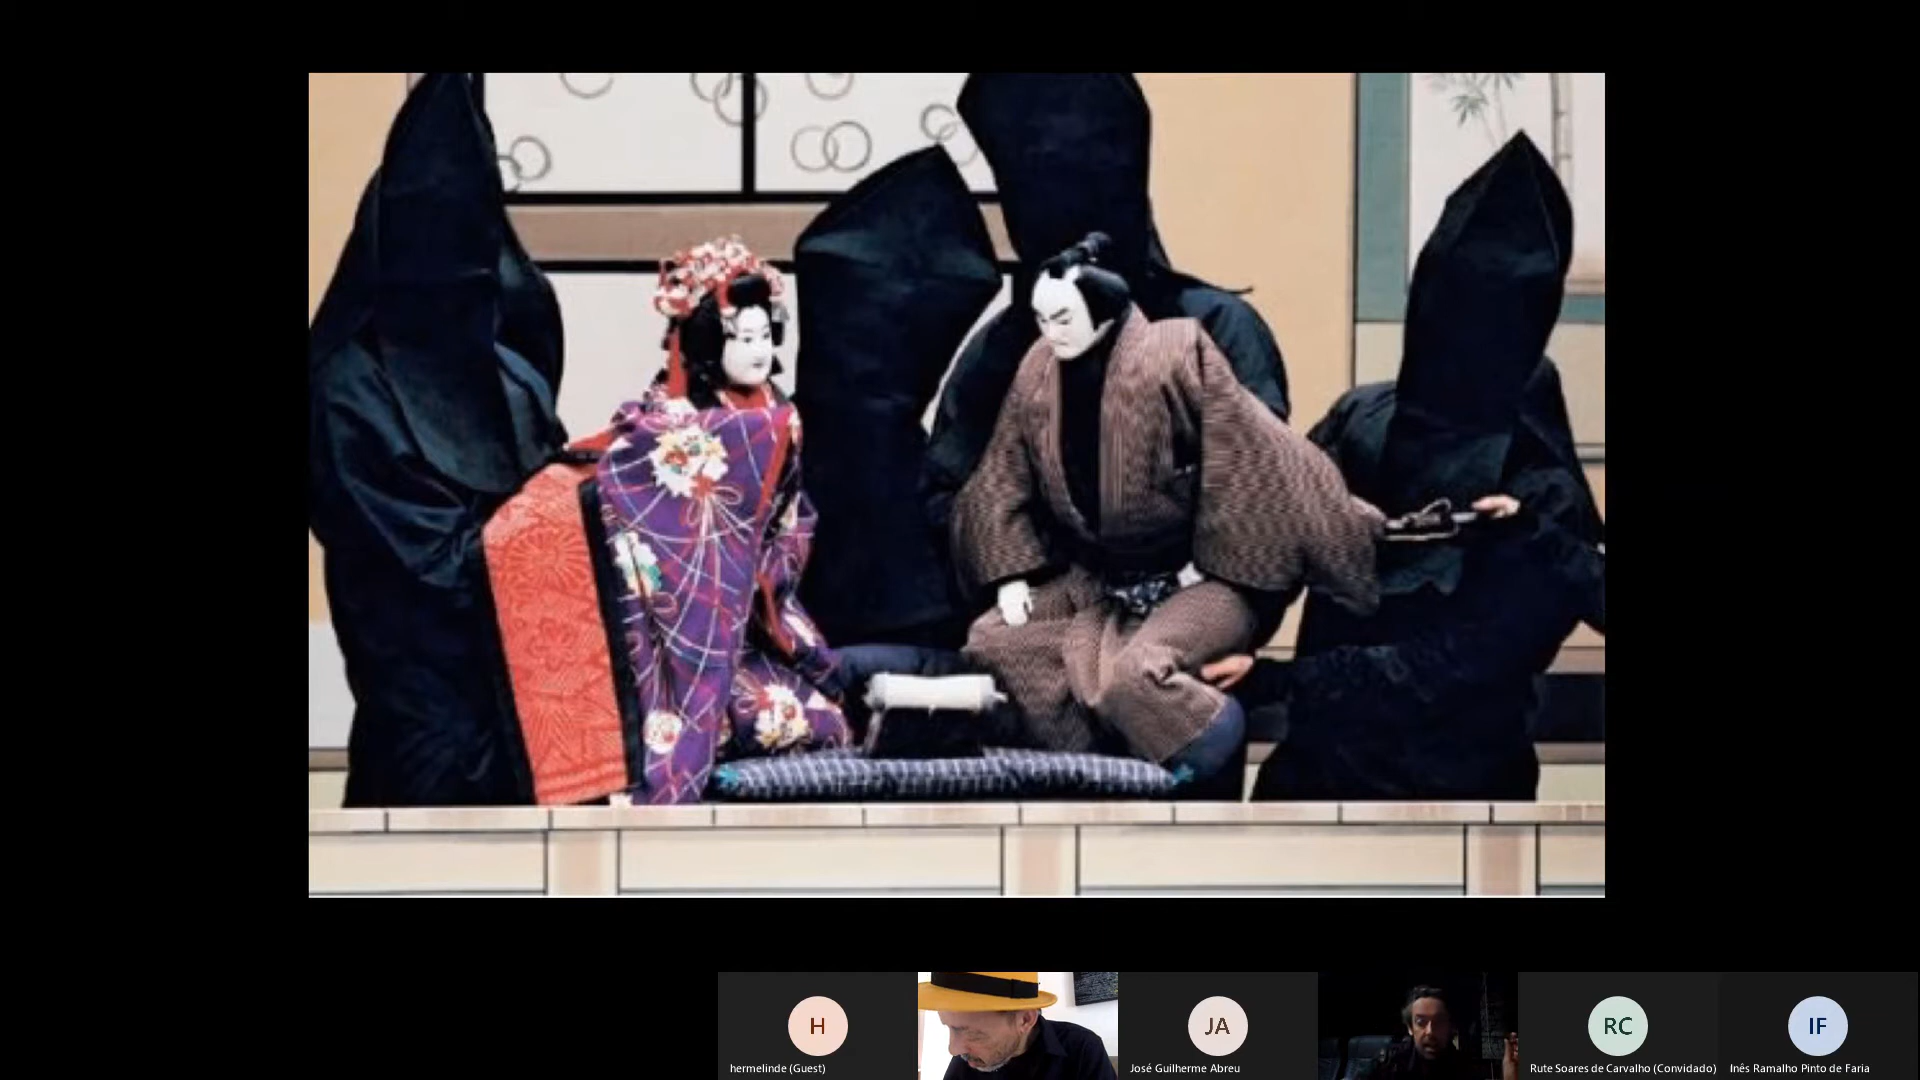 H
hermelinde (Guest)
JA
José Guilherme Abreu
RC
Rute Soares de Carvalho (Convidado)
IF
Inês Ramalho Pinto de Faria